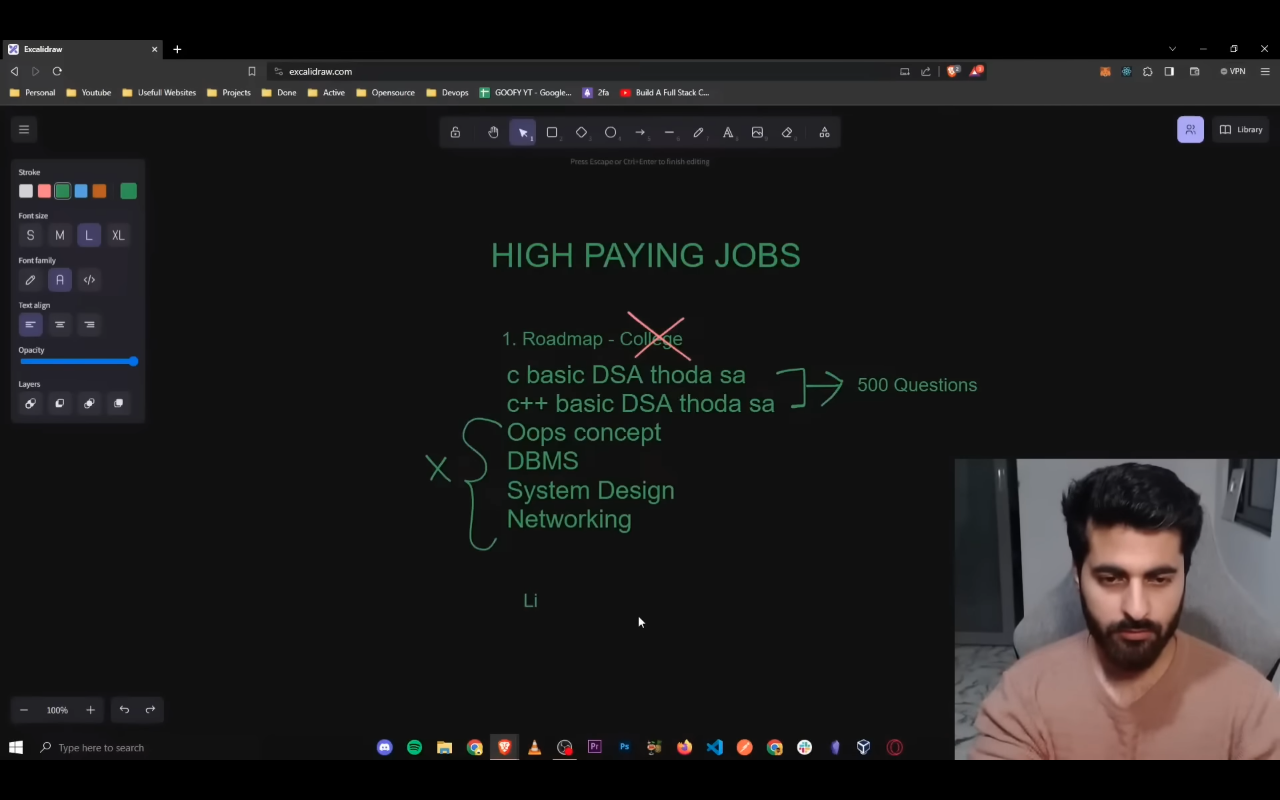 Excalidraw
excalidraw.com
VPN
Personal
Youtube
Usefull Websites
Projects
Done
Active
Opensource
Devops
GOOFY YT - Google...
2fa
Build A Full Stack C...
Library
Press Escape or Ctrl+Enter to finish editing
Stroke
Font size
S M L XL
Font family
A </>
Text align
Opacity
Layers
HIGH PAYING JOBS
1. Roadmap - College
c basic DSA thoda sa
c++ basic DSA thoda sa
500 Questions
Oops concept
DBMS
System Design
Networking
X
Li
100%
Type here to search
Pr
Ps